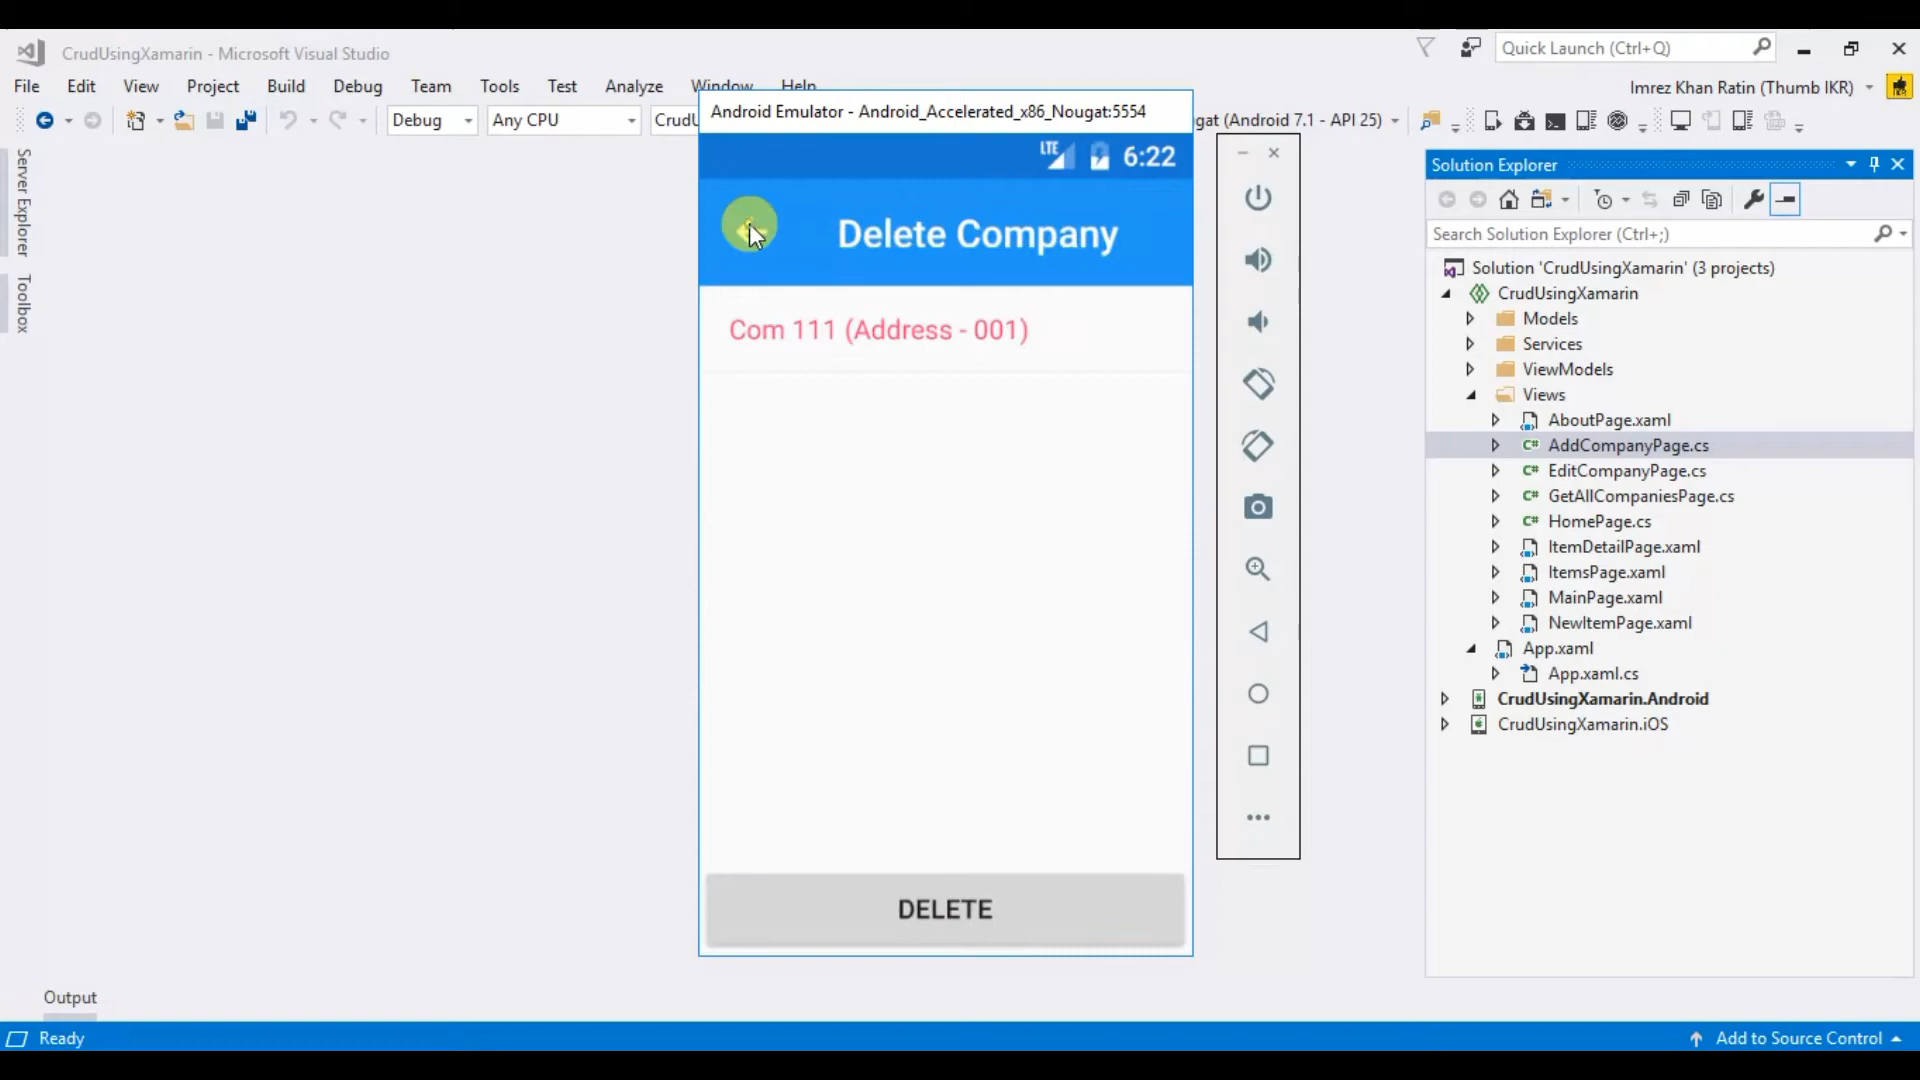 CrudUsingXamarin - Microsoft Visual Studio
Quick Launch (Ctrl+Q)
File Edit View Project Build Debug Team Tools Test Analyze Window Help
Imrez Khan Ratin (Thumb IKR)
Debug Any CPU CrudU
gat (Android 7.1 - API 25)
Android Emulator - Android_Accelerated_x86_Nougat:5554
LTE 6:22
Delete Company
Com 111 (Address - 001)
DELETE
Server Explorer
Toolbox
Solution Explorer
Search Solution Explorer (Ctrl+;)
Solution 'CrudUsingXamarin' (3 projects)
CrudUsingXamarin
Models
Services
ViewModels
Views
AboutPage.xaml
C# AddCompanyPage.cs
C# EditCompanyPage.cs
C# GetAllCompaniesPage.cs
C# HomePage.cs
ItemDetailPage.xaml
ItemsPage.xaml
MainPage.xaml
NewItemPage.xaml
App.xaml
App.xaml.cs
CrudUsingXamarin.Android
CrudUsingXamarin.iOS
Output
Ready
Add to Source Control